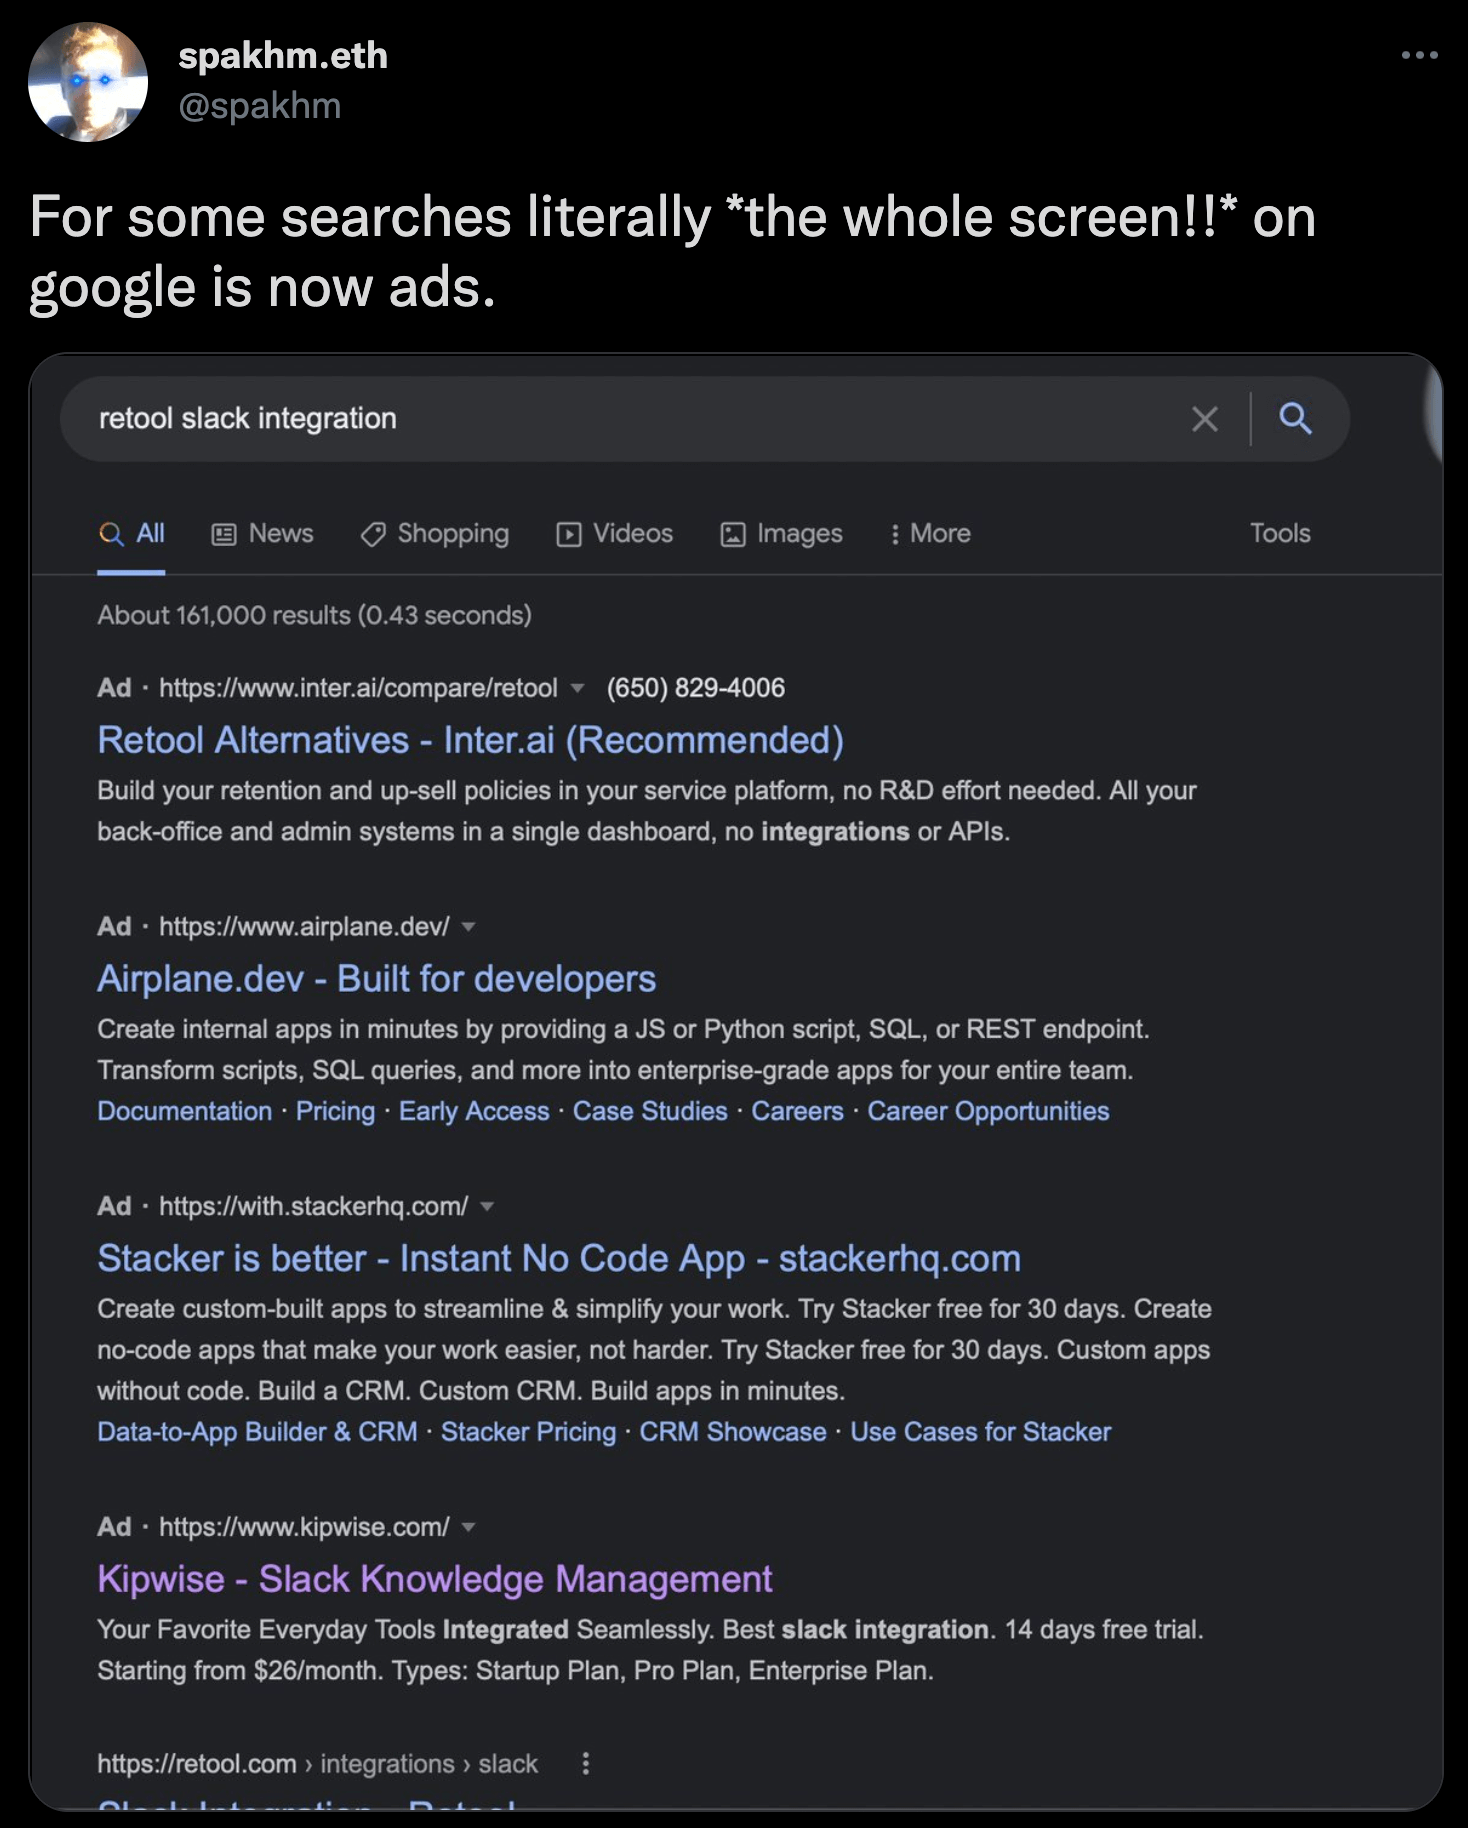 spakhm.eth
@spakhm
For some searches literally *the whole screen!!* on
google is now ads.
retool slack integration
All News Shopping Videos Images More Tools
About 161,000 results (0.43 seconds)
Ad · https://www.inter.ai/compare/retool (650) 829-4006
Retool Alternatives - Inter.ai (Recommended)
Build your retention and up-sell policies in your service platform, no R&D effort needed. All your
back-office and admin systems in a single dashboard, no integrations or APIs.
Ad · https://www.airplane.dev/
Airplane.dev - Built for developers
Create internal apps in minutes by providing a JS or Python script, SQL, or REST endpoint.
Transform scripts, SQL queries, and more into enterprise-grade apps for your entire team.
Documentation · Pricing · Early Access · Case Studies · Careers · Career Opportunities
Ad · https://with.stackerhq.com/
Stacker is better - Instant No Code App - stackerhq.com
Create custom-built apps to streamline & simplify your work. Try Stacker free for 30 days. Create
no-code apps that make your work easier, not harder. Try Stacker free for 30 days. Custom apps
without code. Build a CRM. Custom CRM. Build apps in minutes.
Data-to-App Builder & CRM · Stacker Pricing · CRM Showcase · Use Cases for Stacker
Ad · https://www.kipwise.com/
Kipwise - Slack Knowledge Management
Your Favorite Everyday Tools Integrated Seamlessly. Best slack integration. 14 days free trial.
Starting from $26/month. Types: Startup Plan, Pro Plan, Enterprise Plan.
https://retool.com › integrations › slack
Slack Integration - Retool